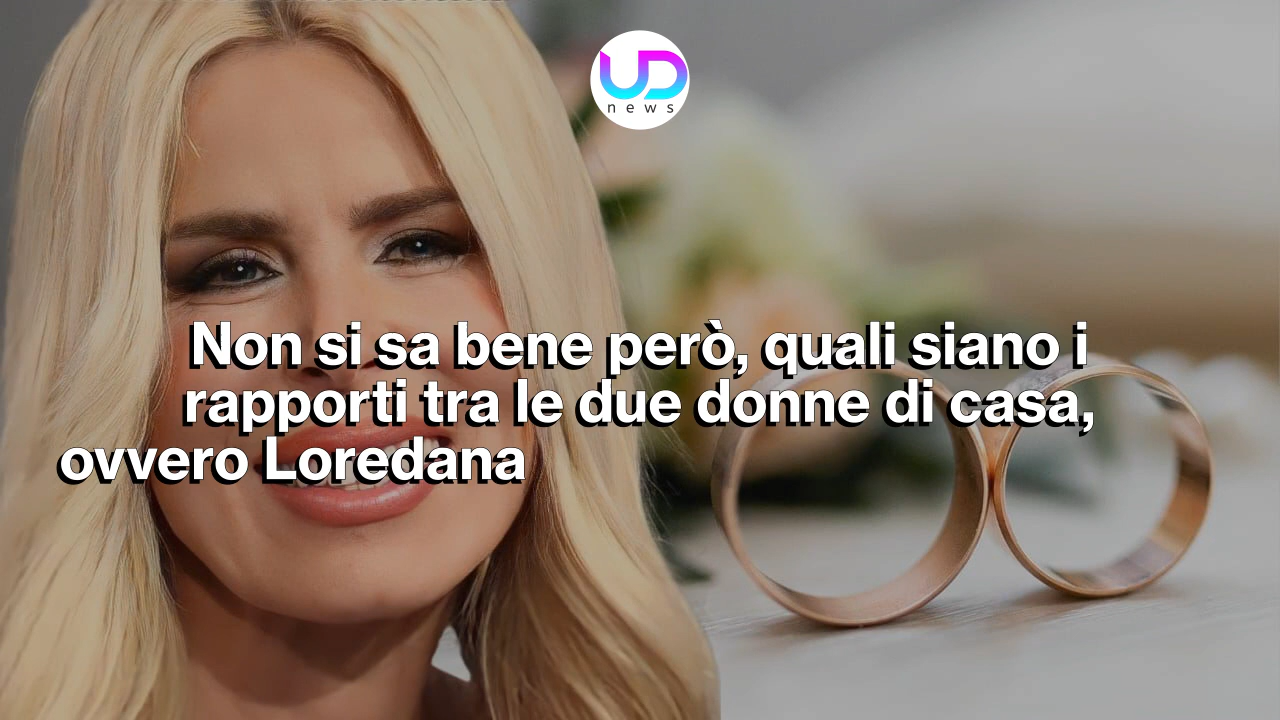 UD
news
Non si sa bene però, quali siano i
rapporti tra le due donne di casa,
ovvero Loredana